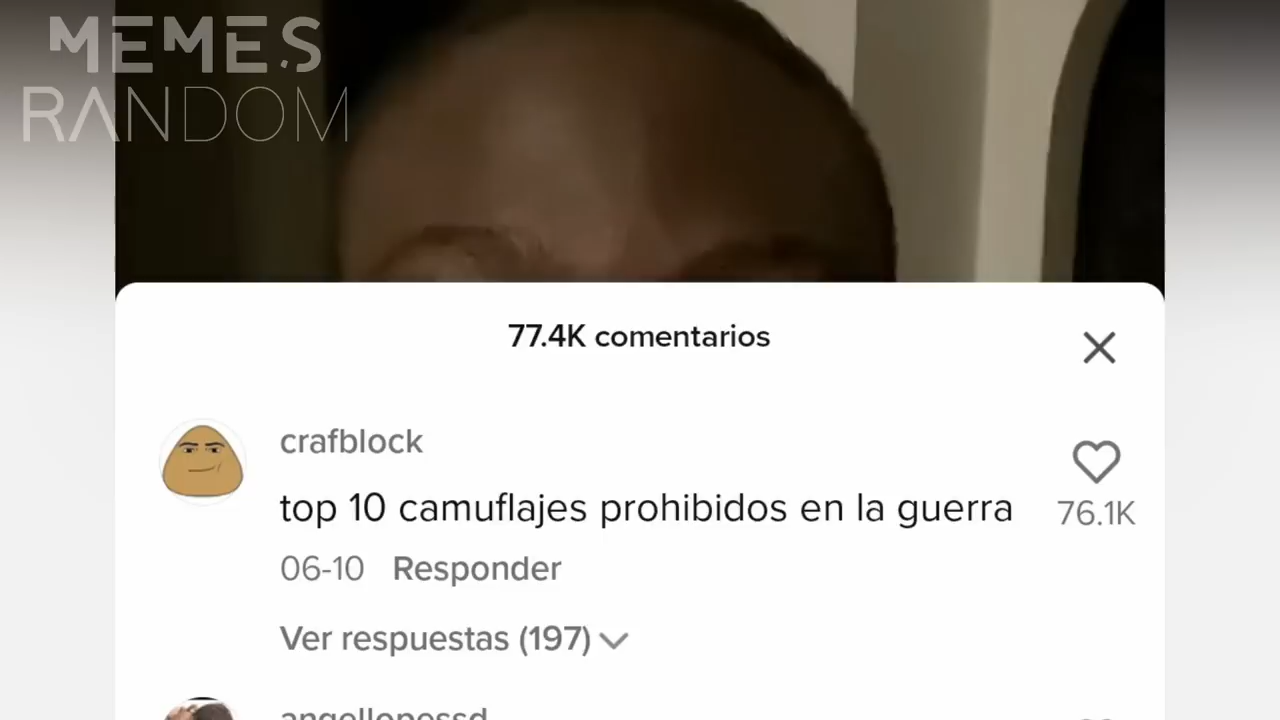 MEMES
RANDOM
77.4K comentarios
crafblock
top 10 camuflajes prohibidos en la guerra
76.1K
06-10 Responder
Ver respuestas (197)
angellopessd